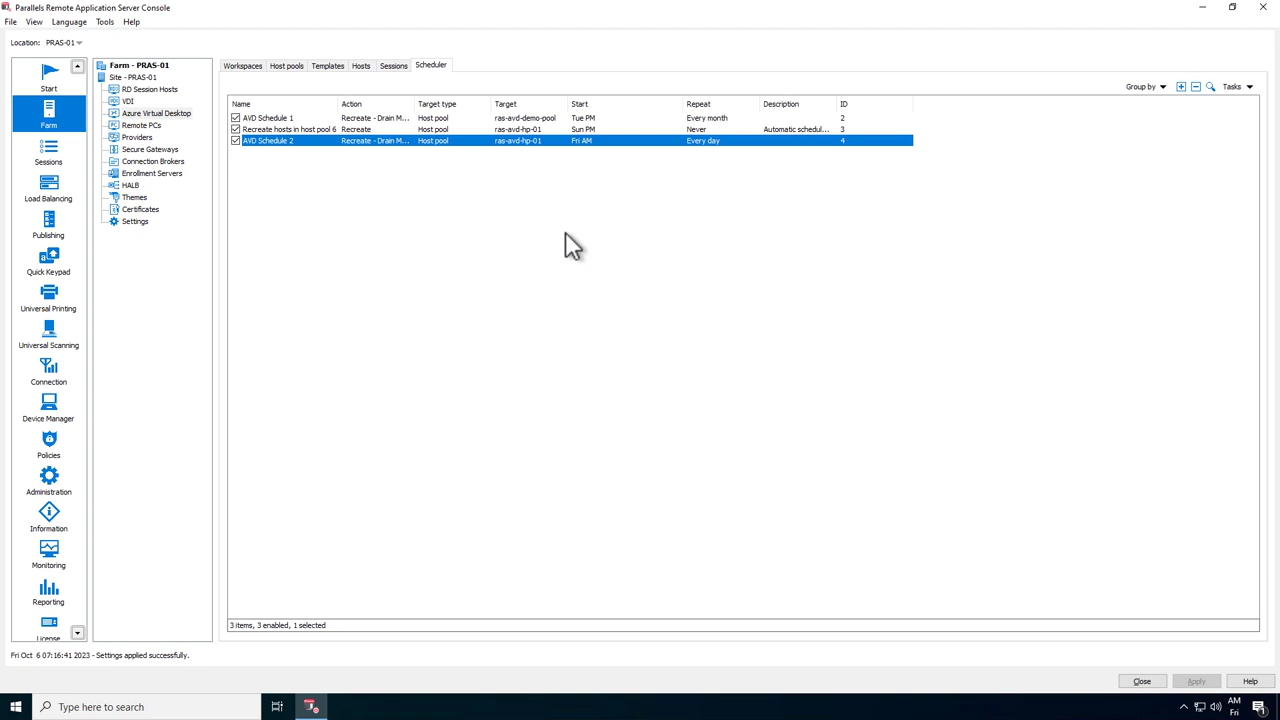 Parallels Remote Application Server Console
File View Language Tools Help
Location: PRAS-01
Start
Farm
Sessions
Load Balancing
Publishing
Quick Keypad
Universal Printing
Universal Scanning
Connection
Device Manager
Policies
Administration
Information
Monitoring
Reporting
License
Farm - PRAS-01
Site - PRAS-01
RD Session Hosts
VDI
Azure Virtual Desktop
Remote PCs
Providers
Secure Gateways
Connection Brokers
Enrollment Servers
HALB
Themes
Certificates
Settings
Workspaces Host pools Templates Hosts Sessions Scheduler
Group by Tasks
Name Action Target type Target Start Repeat Description ID
AVD Schedule 1 Recreate - Drain M... Host pool ras-avd-demo-pool Tue PM Every month 2
Recreate hosts in host pool 6 Recreate Host pool ras-avd-hp-01 Sun PM Never Automatic schedul... 3
AVD Schedule 2 Recreate - Drain M... Host pool ras-avd-hp-01 Fri AM Every day 4
3 items, 3 enabled, 1 selected
Fri Oct 6 07:16:41 2023 - Settings applied successfully.
Close Apply Help
Type here to search
AM
Fri
1